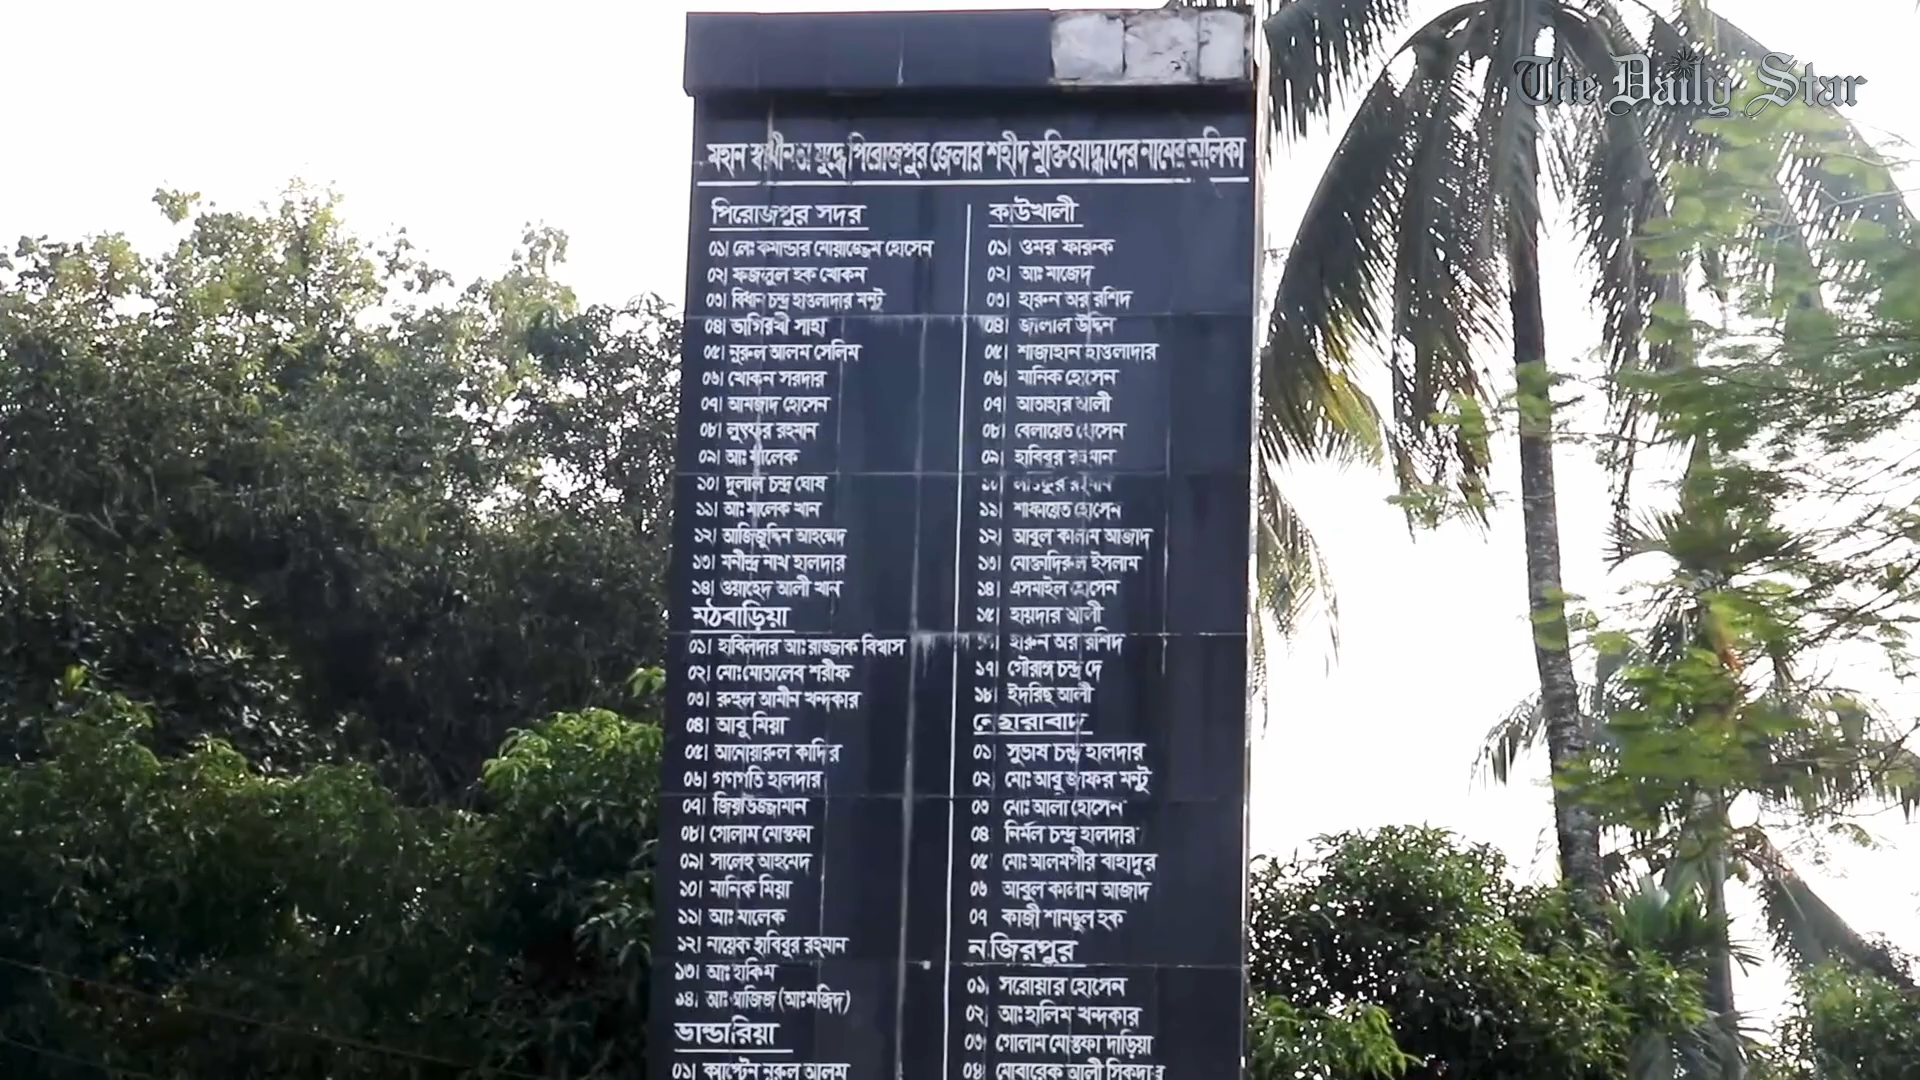 The Daily Star
মহান স্বাধীনতা যুদ্ধে পিরোজপুর জেলার শহীদ মুক্তিযোদ্ধাদের নামের তালিকা
পিরোজপুর সদর
০১। লেঃ কমান্ডার মোয়াজ্জেম হোসেন
০২। ফজলুল হক খোকন
০৩। বিধান চন্দ্র হাওলাদার মন্টু
০৪। ভাগিরথী সাহা
০৫। নুরুল আলম সেলিম
০৬। খোকন সরদার
০৭। আমজাদ হোসেন
০৮। লুৎফর রহমান
০৯। আঃ মালেক
১০। দুলাল চন্দ্র ঘোষ
১১। আঃ মালেক খান
১২। আজিজুদ্দিন আহম্মেদ
১৩। মনীন্দ্র নাথ হালদার
১৪। ওয়াহেদ আলী খান
মঠবাড়িয়া
০১। হাবিলদার আঃ রাজ্জাক বিশ্বাস
০২। মোঃ মোতালেব শরীফ
০৩। রুহুল আমীন খন্দকার
০৪। আবু মিয়া
০৫। আনোয়ারুল কাদির
০৬। গণপতি হালদার
০৭। জিয়াউজ্জামান
০৮। গোলাম মোস্তফা
০৯। সালেহ আহমেদ
১০। মানিক মিয়া
১১। আঃ মালেক
১২। নায়েক হাবিবুর রহমান
১৩। আঃ হাকিম
১৪। আঃ আজিজ (আঃ মজিদ)
ভান্ডারিয়া
০১। ক্যাপ্টেন নুরুল আলম
কাউখালী
০১। ওমর ফারুক
০২। আঃ মাজেদ
০৩। হারুন অর রশিদ
০৪। জালাল উদ্দিন
০৫। শাজাহান হাওলাদার
০৬। মানিক হোসেন
০৭। আতাহার আলী
০৮। বেলায়েত হোসেন
০৯। হাবিবুর রহমান
১০। রহমান
১১। শাফায়েত হোসেন
১২। আবুল কালাম আজাদ
১৩। মোক্তাদিরুল ইসলাম
১৪। এসমাইল হোসেন
১৫। হায়দার আলী
হারুন অর রশিদ
১৭। গৌরাঙ্গ চন্দ্র দে
১৮। ইদরিছ আলী
নেছারাবাদ
০১। সুভাষ চন্দ্র হালদার
০২। মোঃ আবু জাফর মন্টু
০৩ মোঃ আলা হোসেন
০৪ নির্মল চন্দ্র হালদার
০৫ মোঃ আলমগীর বাহাদুর
০৬ আবুল কালাম আজাদ
০৭ কাজী শামছুল হক
নাজিরপুর
০১। সরোয়ার হোসেন
০২। আঃ হালিম খন্দকার
০৩। গোলাম মোস্তফা দাড়িয়া
০৪। মোবারেক আলী সিকদার